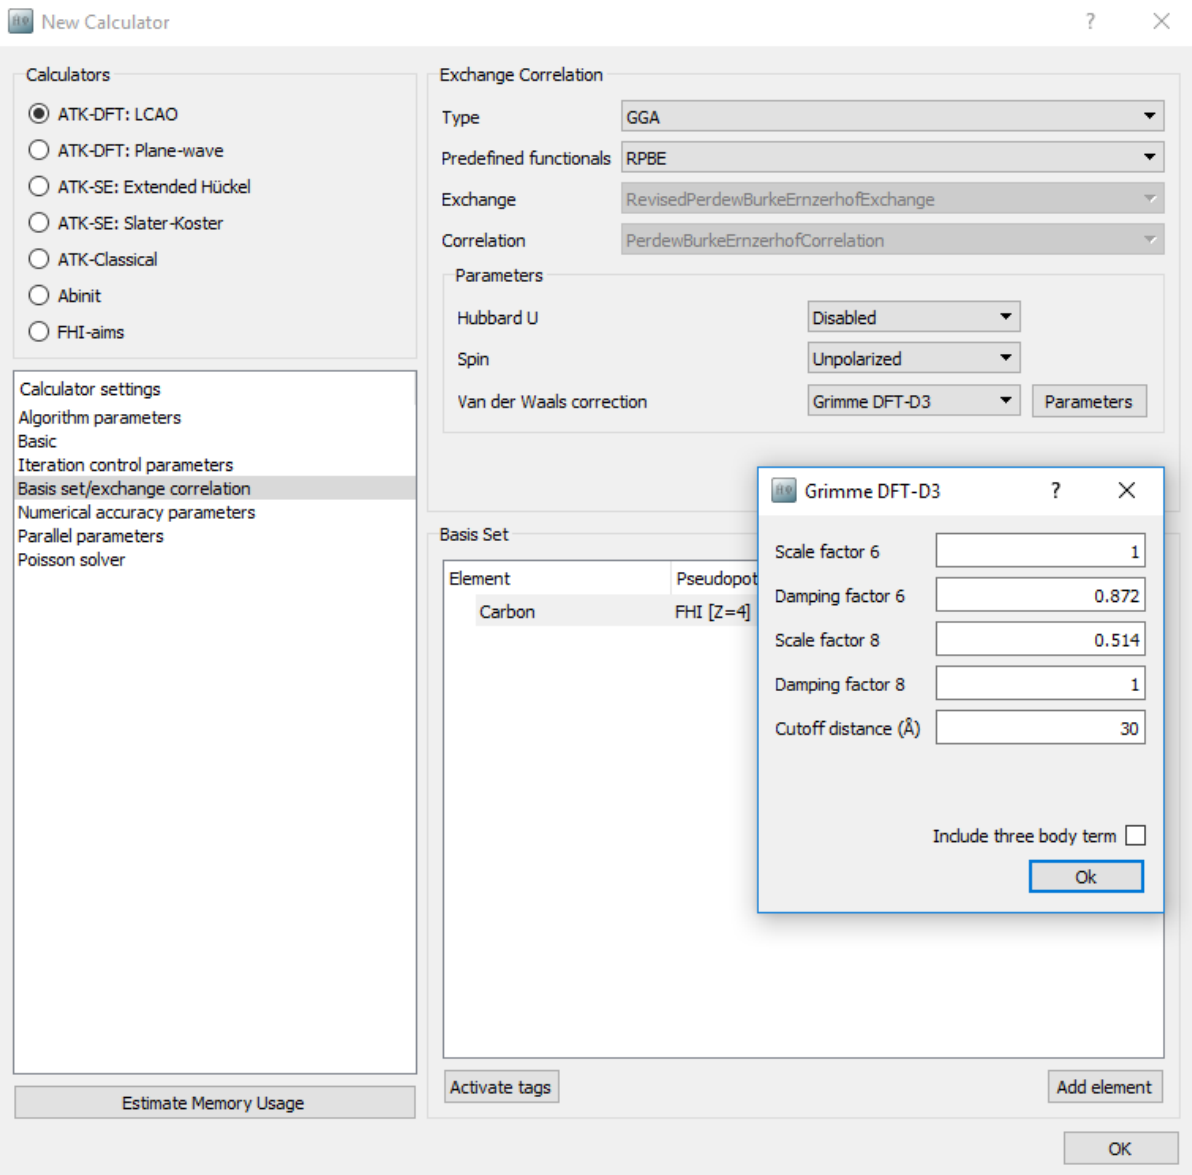 New Calculator
?
Calculators
ATK-DFT: LCAO
ATK-DFT: Plane-wave
ATK-SE: Extended Hückel
ATK-SE: Slater-Koster
ATK-Classical
Abinit
FHI-aims
Calculator settings
Algorithm parameters
Basic
Iteration control parameters
Basis set/exchange correlation
Numerical accuracy parameters
Parallel parameters
Poisson solver
Estimate Memory Usage
Exchange Correlation
Type GGA
Predefined functionals RPBE
Exchange RevisedPerdewBurkeErnzerhofExchange
Correlation PerdewBurkeErnzerhofCorrelation
Parameters
Hubbard U Disabled
Spin Unpolarized
Van der Waals correction Grimme DFT-D3 Parameters
Basis Set
Element Pseudopot
Carbon FHI [Z=4]
Grimme DFT-D3 ?
Scale factor 6 1
Damping factor 6 0.872
Scale factor 8 0.514
Damping factor 8 1
Cutoff distance (Å) 30
Include three body term
Ok
Activate tags Add element
OK